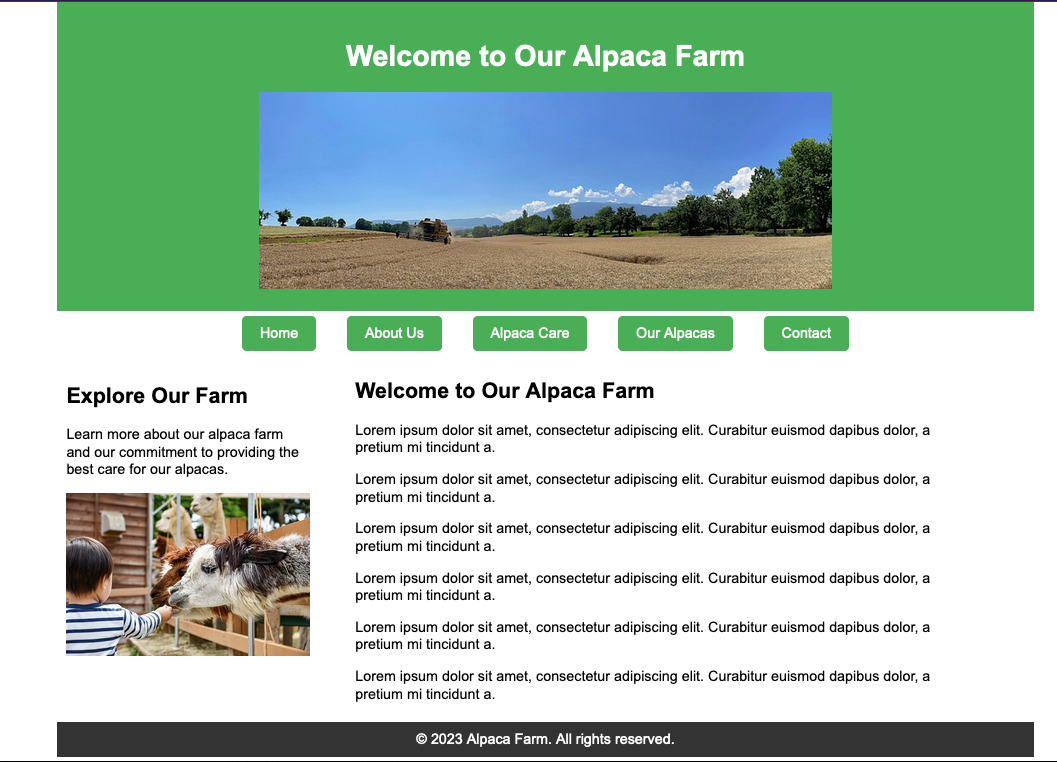 Welcome to Our Alpaca Farm
Home About Us Alpaca Care Our Alpacas Contact
Explore Our Farm
Learn more about our alpaca farm
and our commitment to providing the
best care for our alpacas.
Welcome to Our Alpaca Farm
Lorem ipsum dolor sit amet, consectetur adipiscing elit. Curabitur euismod dapibus dolor, a
pretium mi tincidunt a.
Lorem ipsum dolor sit amet, consectetur adipiscing elit. Curabitur euismod dapibus dolor, a
pretium mi tincidunt a.
Lorem ipsum dolor sit amet, consectetur adipiscing elit. Curabitur euismod dapibus dolor, a
pretium mi tincidunt a.
Lorem ipsum dolor sit amet, consectetur adipiscing elit. Curabitur euismod dapibus dolor, a
pretium mi tincidunt a.
Lorem ipsum dolor sit amet, consectetur adipiscing elit. Curabitur euismod dapibus dolor, a
pretium mi tincidunt a.
Lorem ipsum dolor sit amet, consectetur adipiscing elit. Curabitur euismod dapibus dolor, a
pretium mi tincidunt a.
© 2023 Alpaca Farm. All rights reserved.